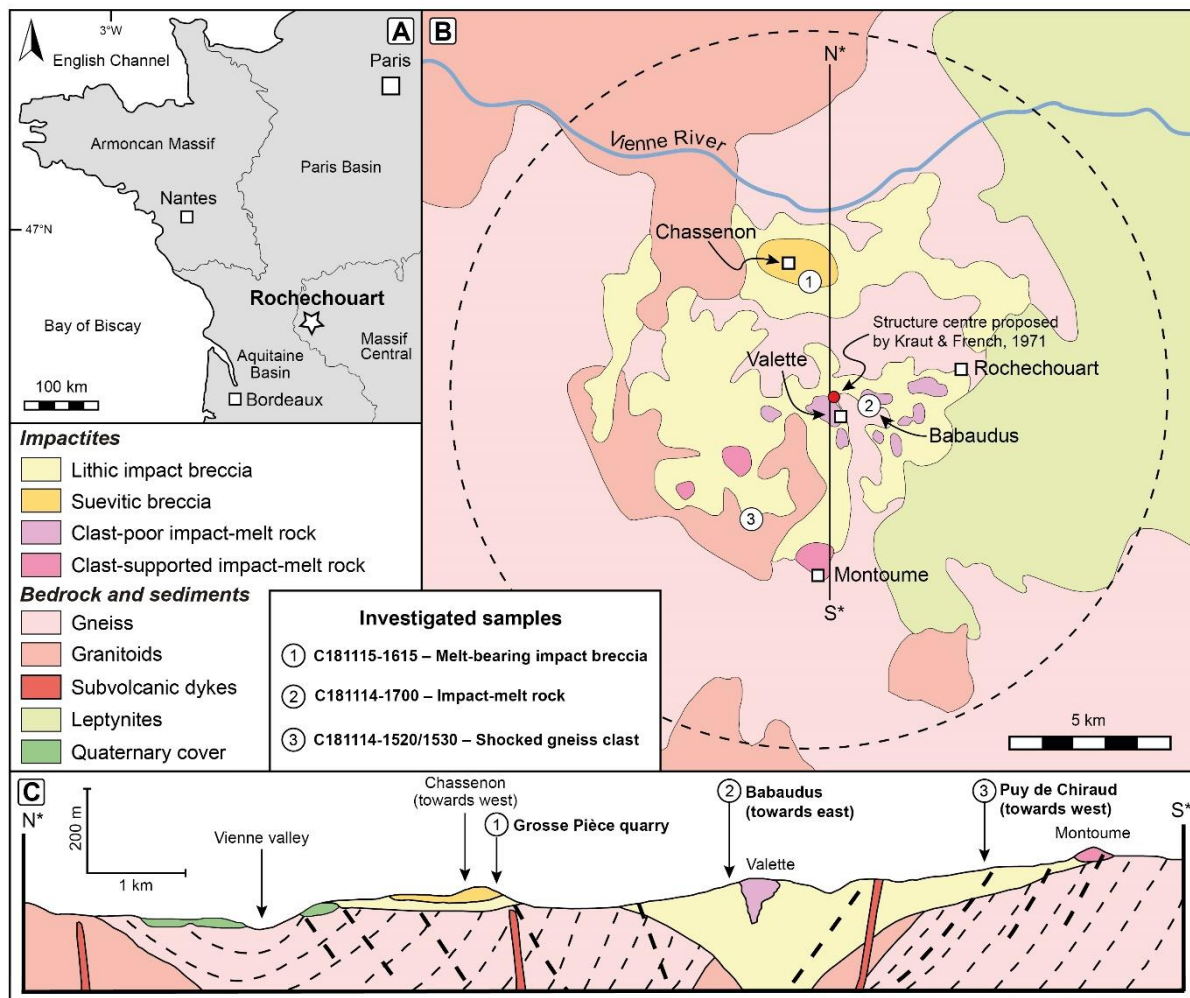 3°W
A
English Channel
Paris
Armoncan Massif
Paris Basin
Nantes
47°N
Rochechouart
Bay of Biscay
Massif
Central
Aquitaine
Basin
100 km
Bordeaux
B
N*
Vienne River
Chassenon
1
Structure centre proposed
by Kraut & French, 1971
Valette
Rochechouart
2
Babaudus
3
Montoume
S*
5 km
Impactites
Lithic impact breccia
Suevitic breccia
Clast-poor impact-melt rock
Clast-supported impact-melt rock
Bedrock and sediments
Gneiss
Granitoids
Subvolcanic dykes
Leptynites
Quaternary cover
Investigated samples
1 C181115-1615 – Melt-bearing impact breccia
2 C181114-1700 – Impact-melt rock
3 C181114-1520/1530 – Shocked gneiss clast
C
N*
200 m
1 km
Vienne valley
Chassenon
(towards west)
1 Grosse Pièce quarry
2 Babaudus
(towards east)
Valette
3 Puy de Chiraud
(towards west)
Montoume
S*